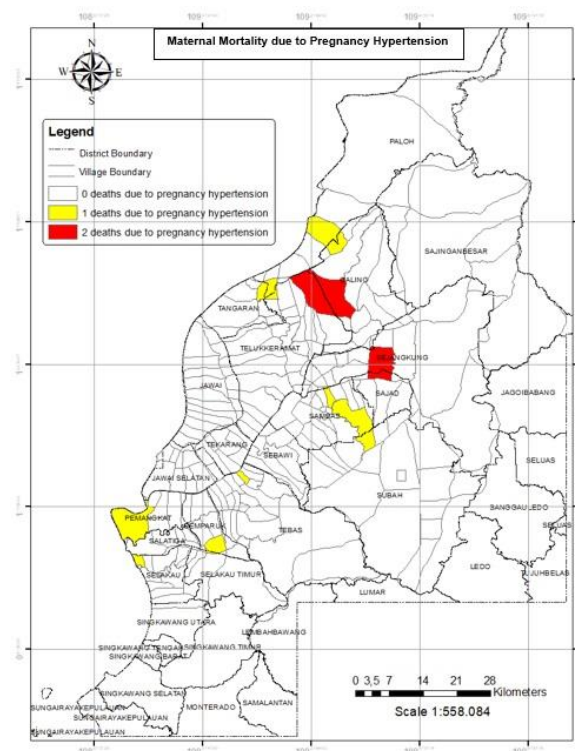 Maternal Mortality due to Pregnancy Hypertension
N
W E
S
Legend
District Boundary
Village Boundary
0 deaths due to pregnancy hypertension
1 deaths due to pregnancy hypertension
2 deaths due to pregnancy hypertension
PALOH
SAJINGANBESAR
TANGARAN
TELUKKERAMAT
JAWAI
SAJAD
JAGOIBABANG
SAMBAS
TEKARANG
SEBAWI
SELUAS
JAWAI SELATAN
SUBAH
SANGGAU LEDO
PEMANGKAT
TEBAS
SALATIGA
LEDO
SELAKAU
SELAKAU TIMUR
LUMAR
SINGKAWANG UTARA
LEMBAHBAWANG
SINGKAWANG TENGAH
SINGKAWANG TIMUR
SINGKAWANG BARAT
SINGKAWANG SELATAN
SUNGAIRAYAKEPULAUAN
MONTERADO
SAMALANTAN
SUNGAIRAYAKEPULAUAN
SUNGAIRAYAKEPULAUAN
0 3,5 7 14 21 28
Kilometers
Scale 1:558.084